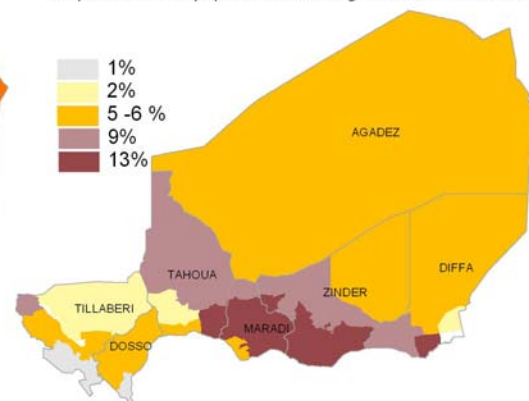 1%
2%
5 -6 %
9%
13%
AGADEZ
TAHOUA
DIFFA
ZINDER
TILLABERI
MARADI
DOSSO